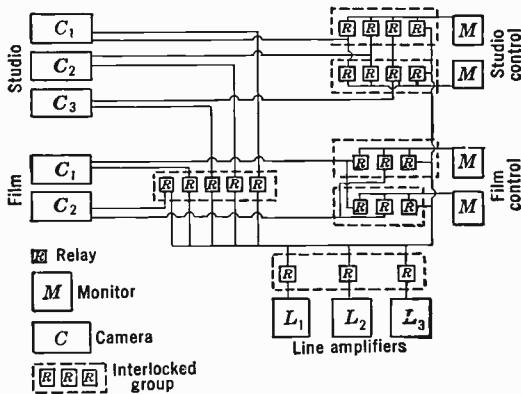 Studio
C1
C2
C3
R R R R
M
R R R R
M
Studio control
Film
C1
C2
R R R R R
R R R
M
R R R
M
Film control
R Relay
M Monitor
C Camera
R R R Interlocked group
R R R
L1 L2 L3
Line amplifiers